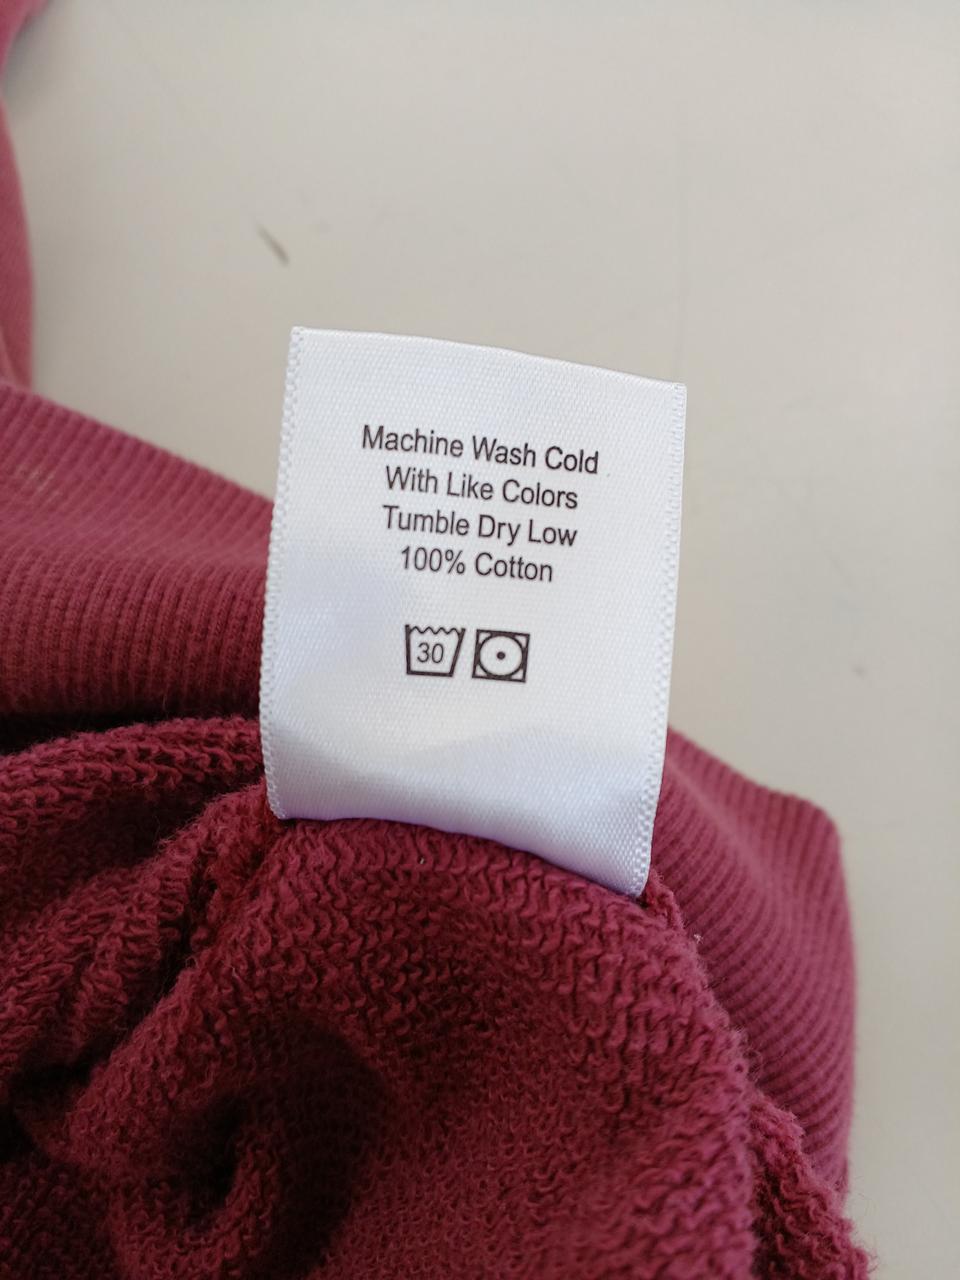 Machine Wash Cold
With Like Colors
Tumble Dry Low
100% Cotton
30